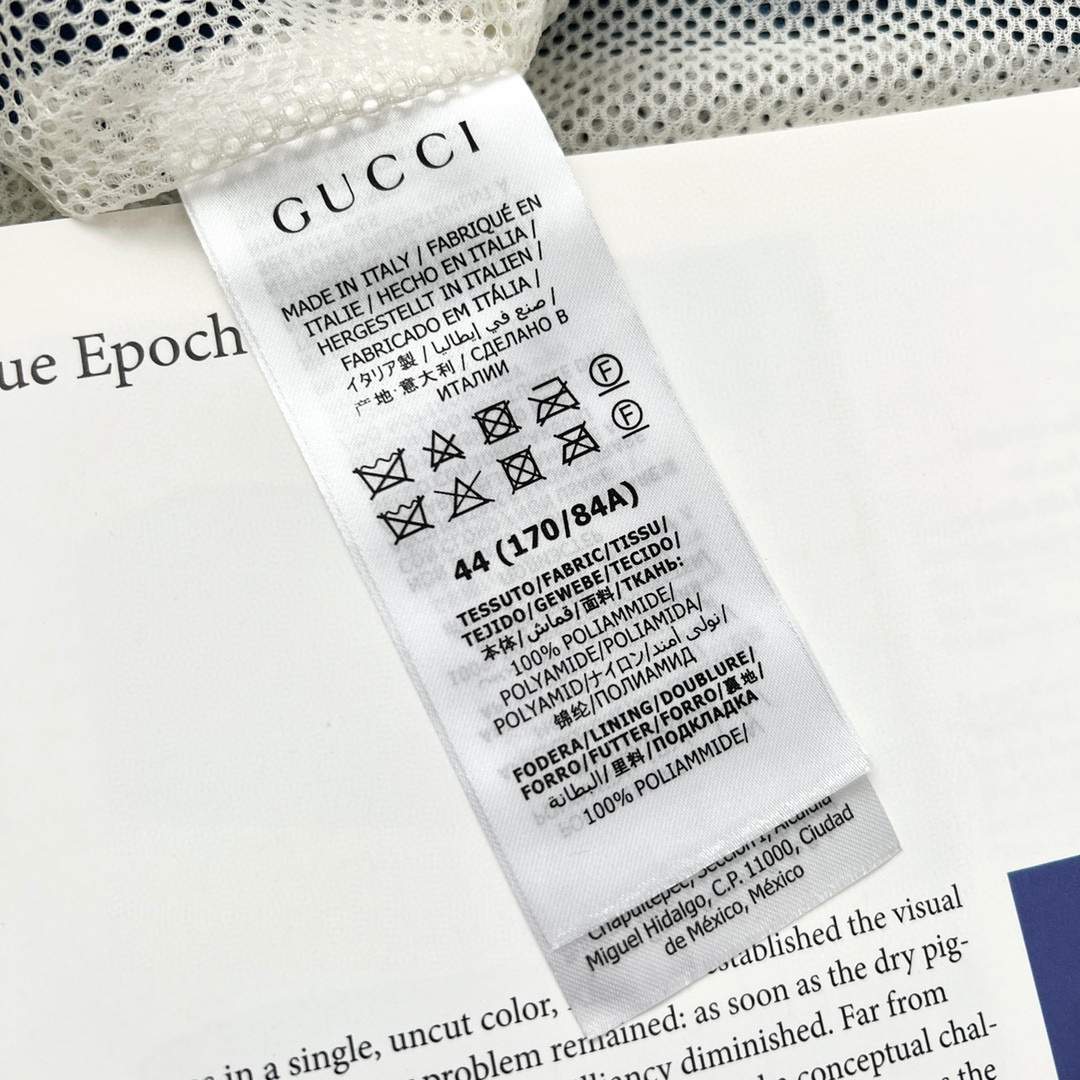 GUCCI
MADE IN ITALY / FABRIQUÉ EN
ITALIE / HECHO EN ITALIA /
HERGESTELLT IN ITALIEN /
FABRICADO EM ITÁLIA /
イタリア製 / صنع في إيطاليا /
产地·意大利 / СДЕЛАНО В
ИТАЛИИ
F
F
44 (170/84A)
TESSUTO/FABRIC/TISSU/
TEJIDO/GEWEBE/TECIDO/
本体/قماش/面料/ТКАНЬ:
100% POLIAMMIDE/
POLYAMIDE/POLIAMIDA/
POLYAMID/ナイロン/نولى أمند/
锦纶/ПОЛИАМИД
FODERA/LINING/DOUBLURE/
FORRO/FUTTER/FORRO/裏地/
البطانة/里料/ПОДКЛАДКА
100% POLIAMMIDE/
Chapultepec, Sección I, Alcaldía
Miguel Hidalgo, C.P. 11000, Ciudad
de México, México
ue Epoch
established the visual
in a single, uncut color,
problem remained: as soon as the dry pig-
diminished. Far from
conceptual chal-
the